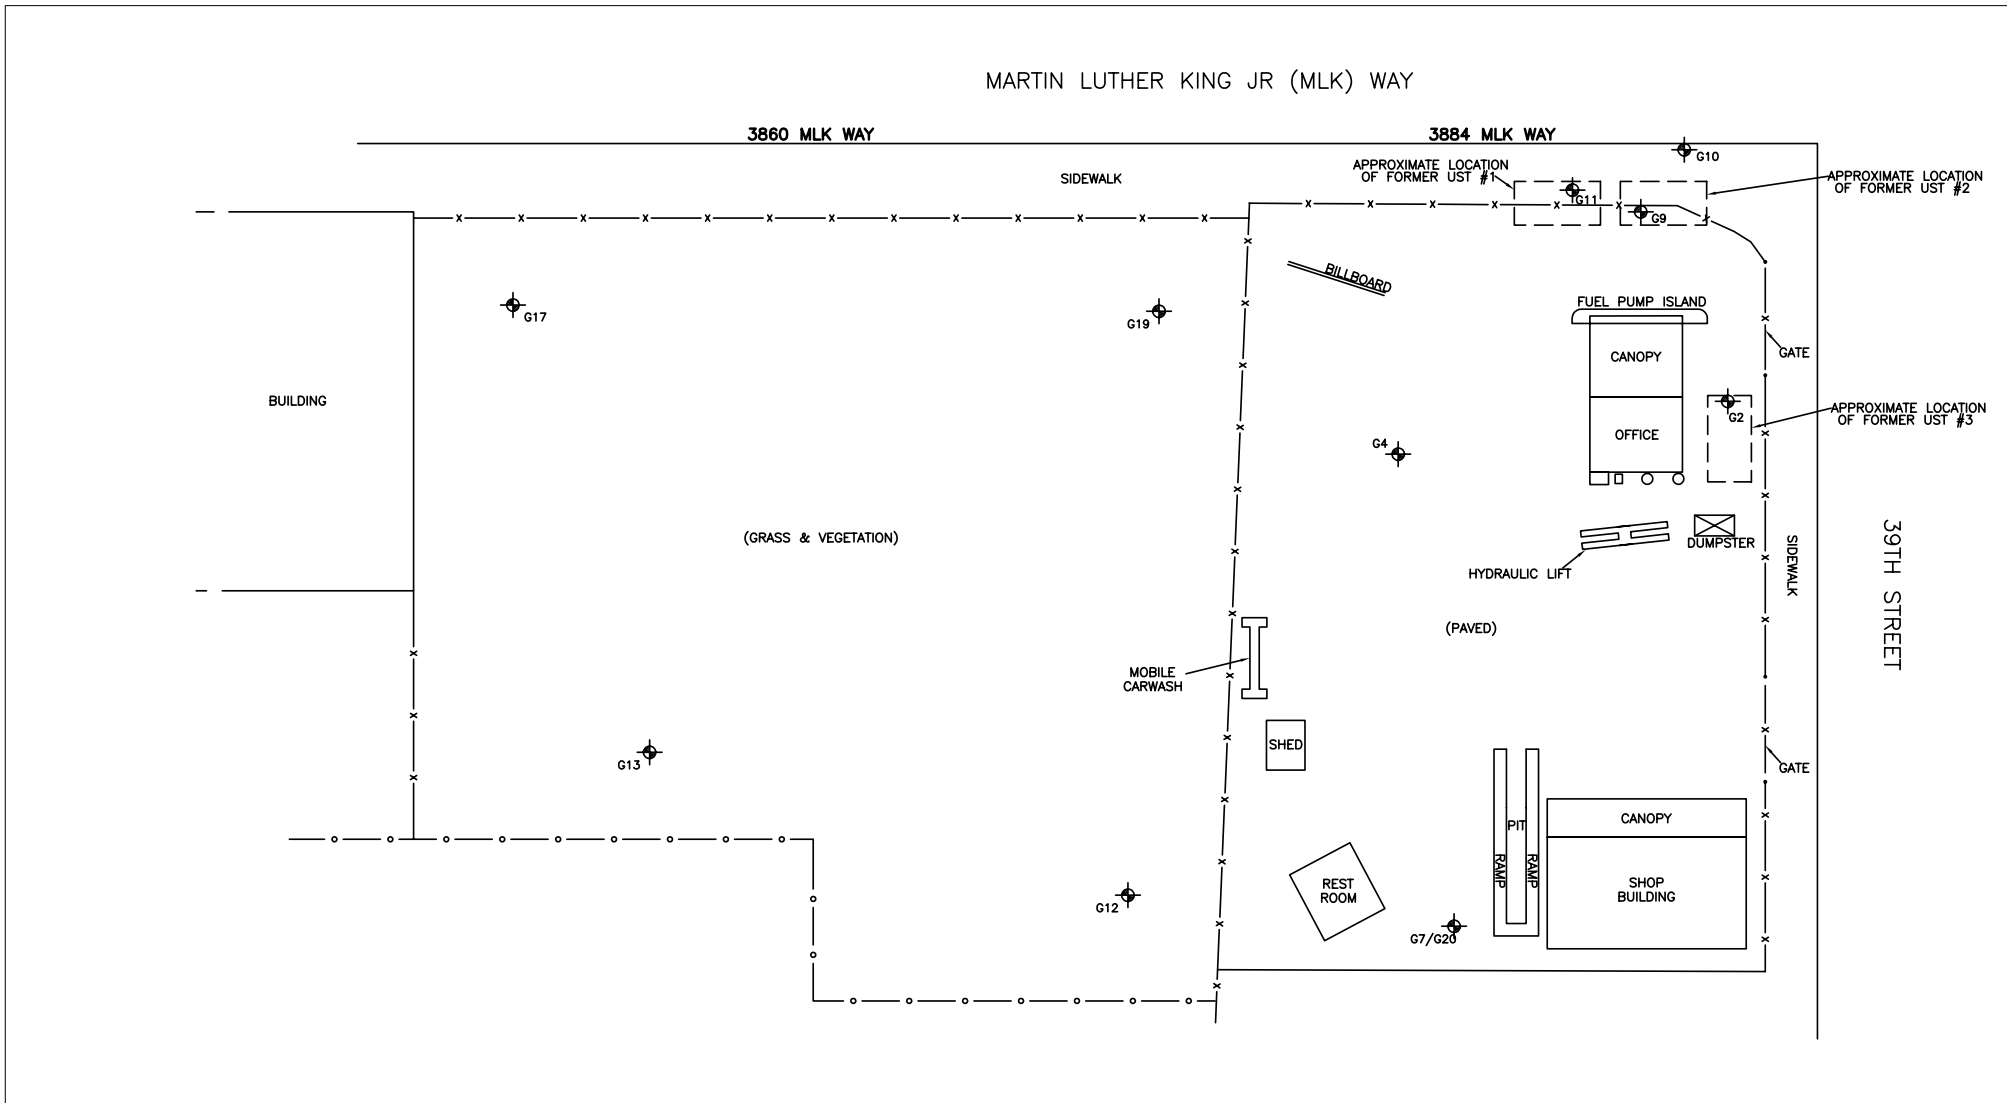 MARTIN LUTHER KING JR (MLK) WAY
3860 MLK WAY
3884 MLK WAY
G10
APPROXIMATE LOCATION
OF FORMER UST #1
SIDEWALK
APPROXIMATE LOCATION
OF FORMER UST #2
G11
G9
BILLBOARD
FUEL PUMP ISLAND
G17
G19
CANOPY
GATE
BUILDING
APPROXIMATE LOCATION
OF FORMER UST #3
G2
OFFICE
G4
(GRASS & VEGETATION)
DUMPSTER
SIDEWALK
39TH STREET
HYDRAULIC LIFT
(PAVED)
MOBILE
CARWASH
SHED
G13
GATE
CANOPY
PIT
RAMP
RAMP
REST
ROOM
SHOP
BUILDING
G12
G7/G20